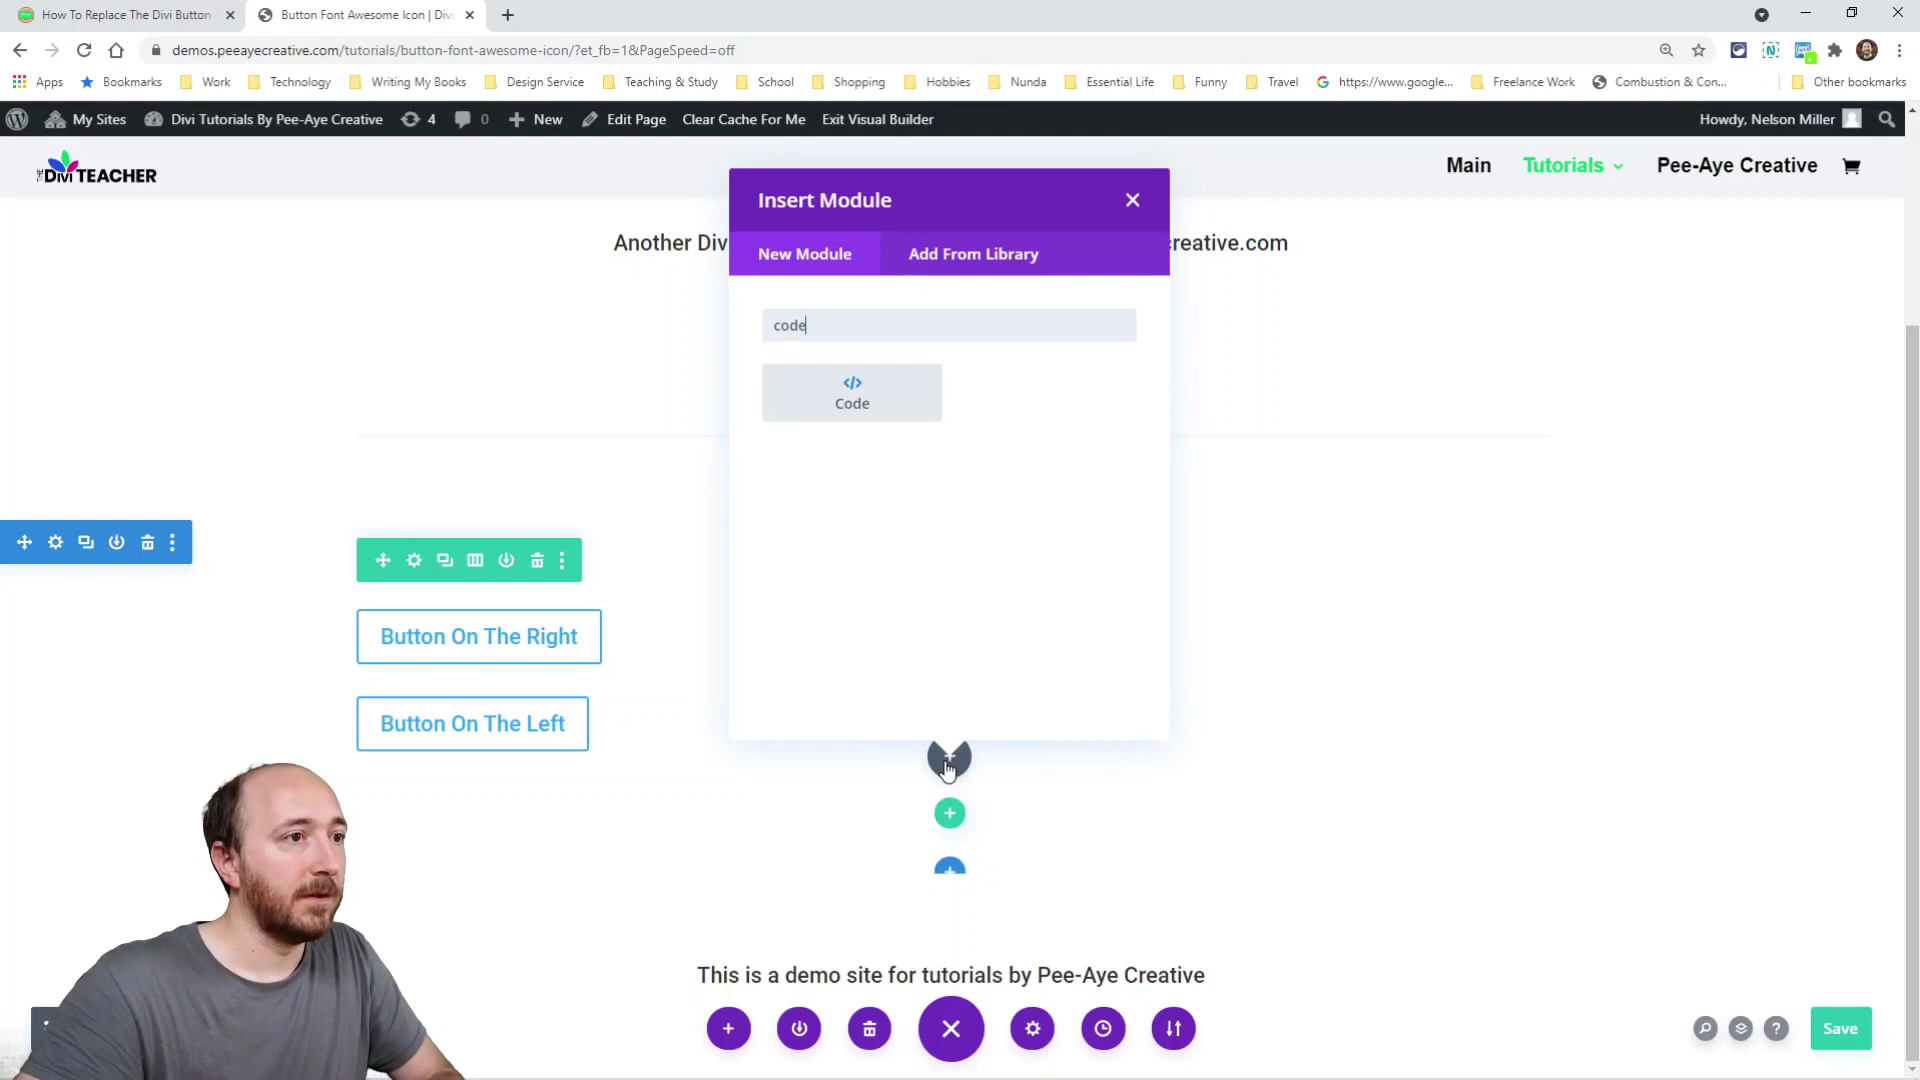 How To Replace The Divi Button
Button Font Awesome Icon | Divi
demos.peeayecreative.com/tutorials/button-font-awesome-icon/?et_fb=1&PageSpeed=off
Apps Bookmarks Work Technology Writing My Books Design Service Teaching & Study School Shopping Hobbies Nunda Essential Life Funny Travel https://www.google... Freelance Work Combustion & Con... Other bookmarks
My Sites Divi Tutorials By Pee-Aye Creative 4 0 New Edit Page Clear Cache For Me Exit Visual Builder Howdy, Nelson Miller
THE DIVI TEACHER
Main Tutorials Pee-Aye Creative
Insert Module
Another Div
creative.com
New Module Add From Library
code
</>
Code
Button On The Right
Button On The Left
This is a demo site for tutorials by Pee-Aye Creative
Save